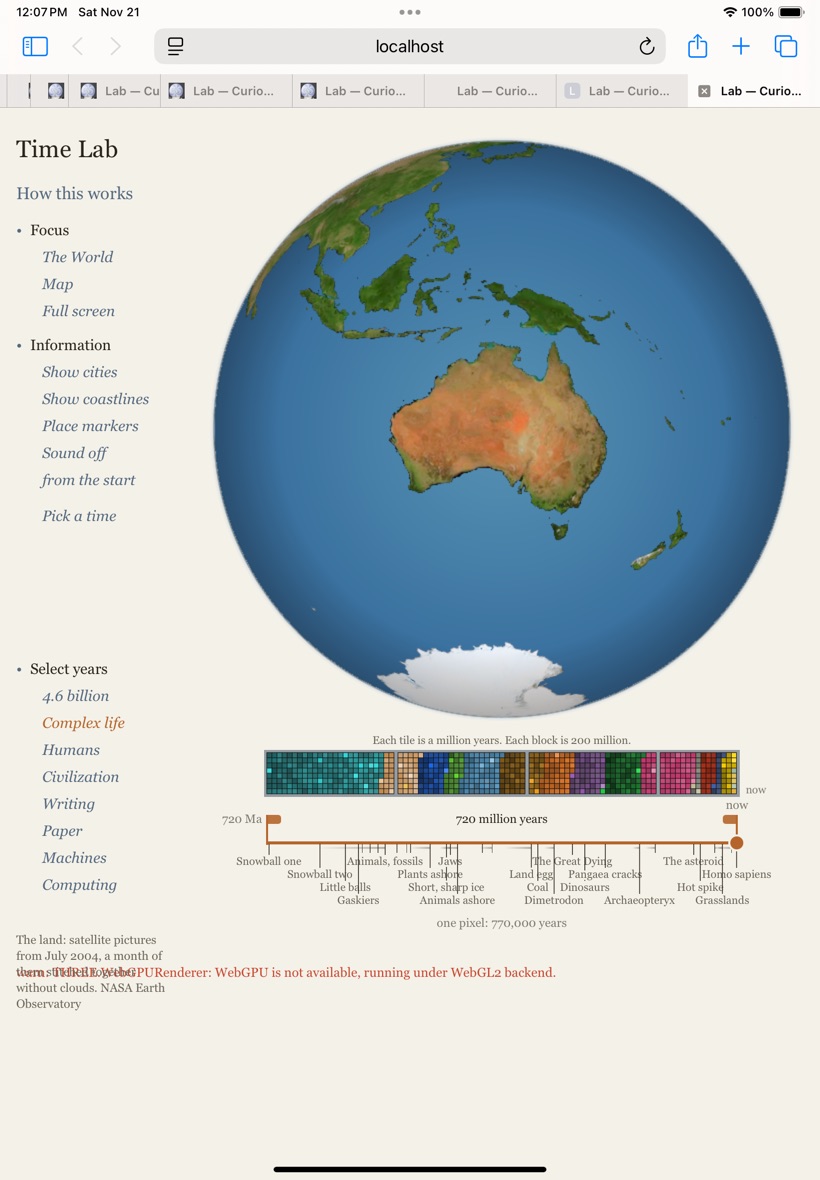 12:07 PM Sat Nov 21
100%
localhost
Lab — Cu
Lab — Curio...
Lab — Curio...
Lab — Curio...
L Lab — Curio...
Lab — Curio...
Time Lab
How this works
• Focus
The World
Map
Full screen
• Information
Show cities
Show coastlines
Place markers
Sound off
from the start
Pick a time
• Select years
4.6 billion
Complex life
Humans
Civilization
Writing
Paper
Machines
Computing
Each tile is a million years. Each block is 200 million.
now
now
720 Ma
720 million years
Snowball one Animals, fossils Jaws The Great Dying The asteroid
Snowball two Plants ashore Land egg Pangaea cracks Homo sapiens
Little balls Short, sharp ice Coal Dinosaurs Hot spike
Gaskiers Animals ashore Dimetrodon Archaeopteryx Grasslands
one pixel: 770,000 years
The land: satellite pictures
from July 2004, a month of
them stitched together
THREE.WebGPURenderer: WebGPU is not available, running under WebGL2 backend.
without clouds. NASA Earth
Observatory